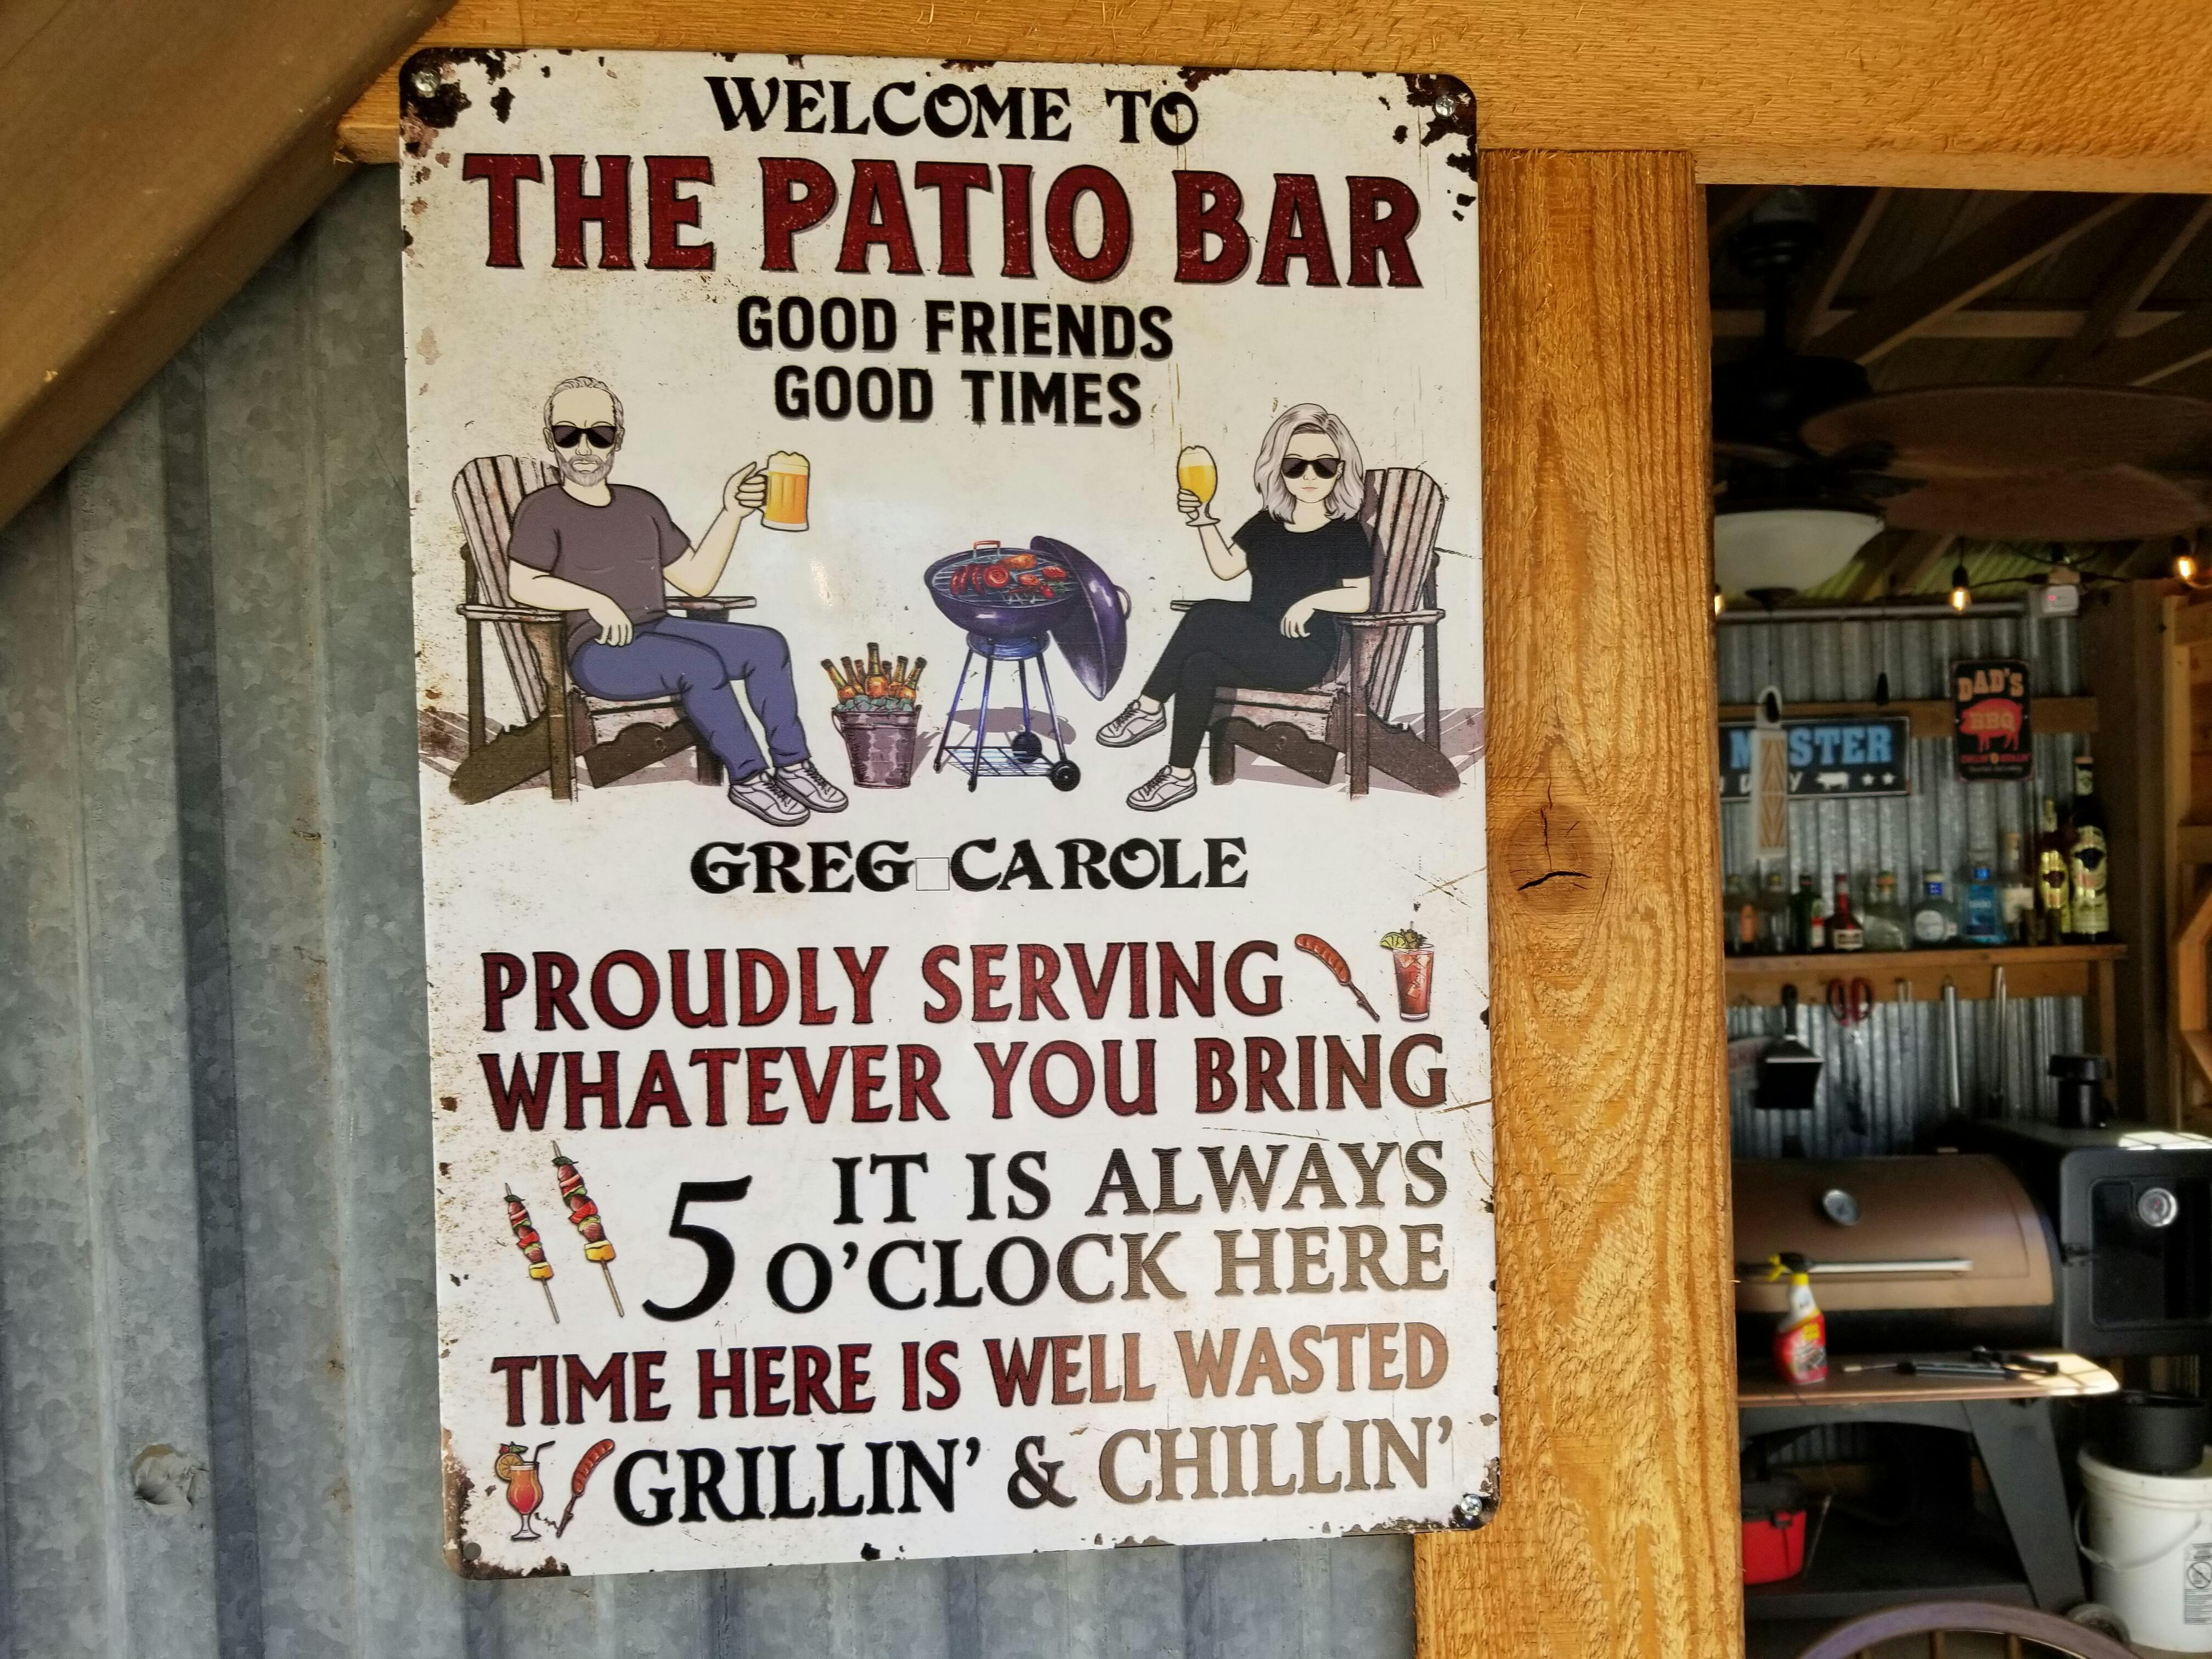 WELCOME TO
THE PATIO BAR
GOOD FRIENDS
GOOD TIMES
GREG□CAROLE
PROUDLY SERVING
WHATEVER YOU BRING
5 IT IS ALWAYS
O'CLOCK HERE
TIME HERE IS WELL WASTED
GRILLIN' & CHILLIN'
DAD'S
BBQ